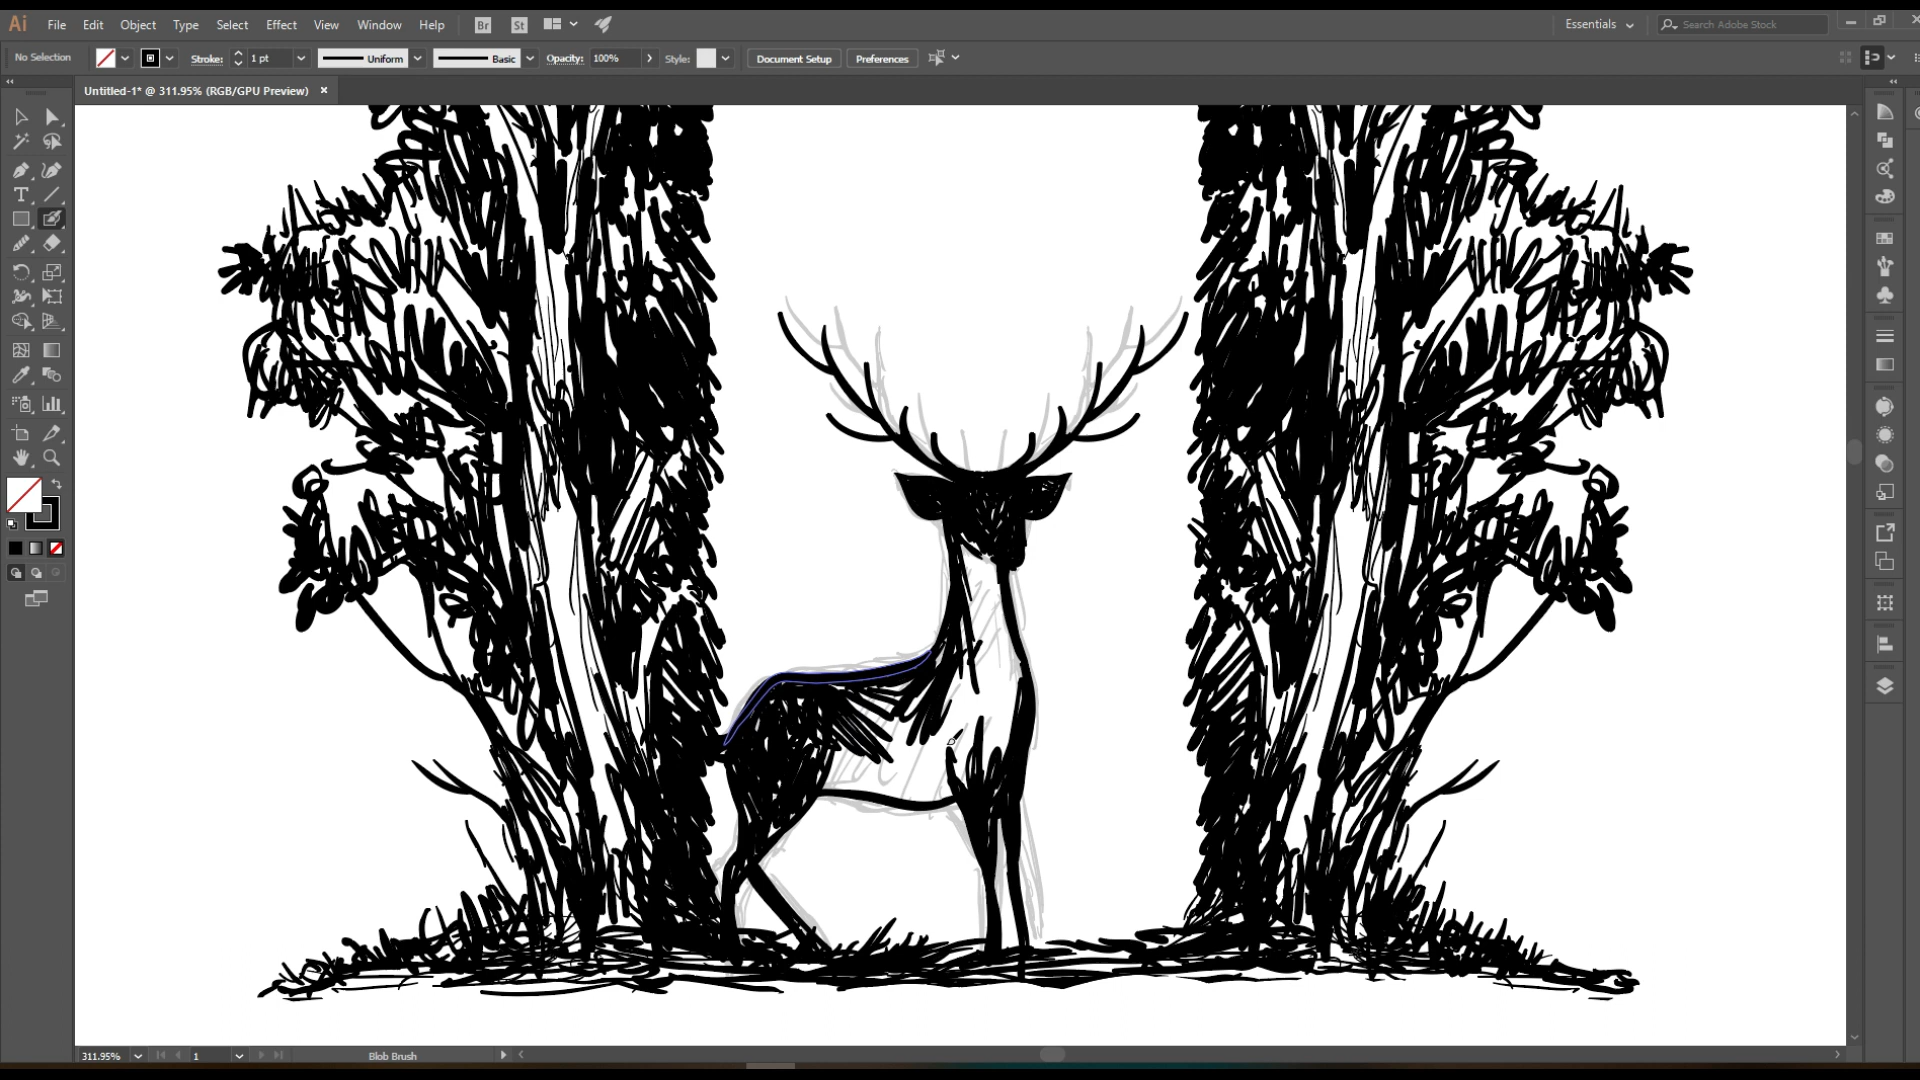 Ai File Edit Object Type Select Effect View Window Help Br St Essentials Search Adobe Stock
No Selection Stroke: 1 pt Uniform Basic Opacity: 100% Style: Document Setup Preferences
Untitled-1* @ 311.95% (RGB/GPU Preview)
T
311.95% 1 Blob Brush